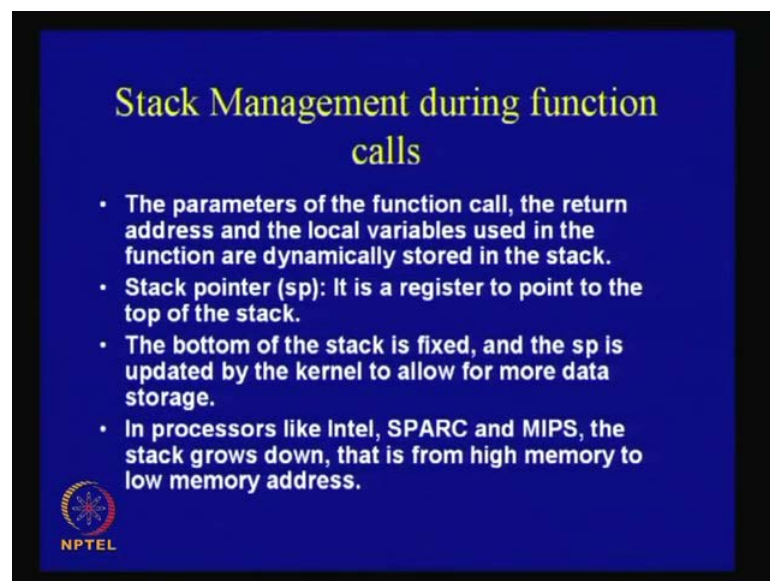 Stack Management during function
calls
• The parameters of the function call, the return
address and the local variables used in the
function are dynamically stored in the stack.
• Stack pointer (sp): It is a register to point to the
top of the stack.
• The bottom of the stack is fixed, and the sp is
updated by the kernel to allow for more data
storage.
• In processors like Intel, SPARC and MIPS, the
stack grows down, that is from high memory to
low memory address.
NPTEL